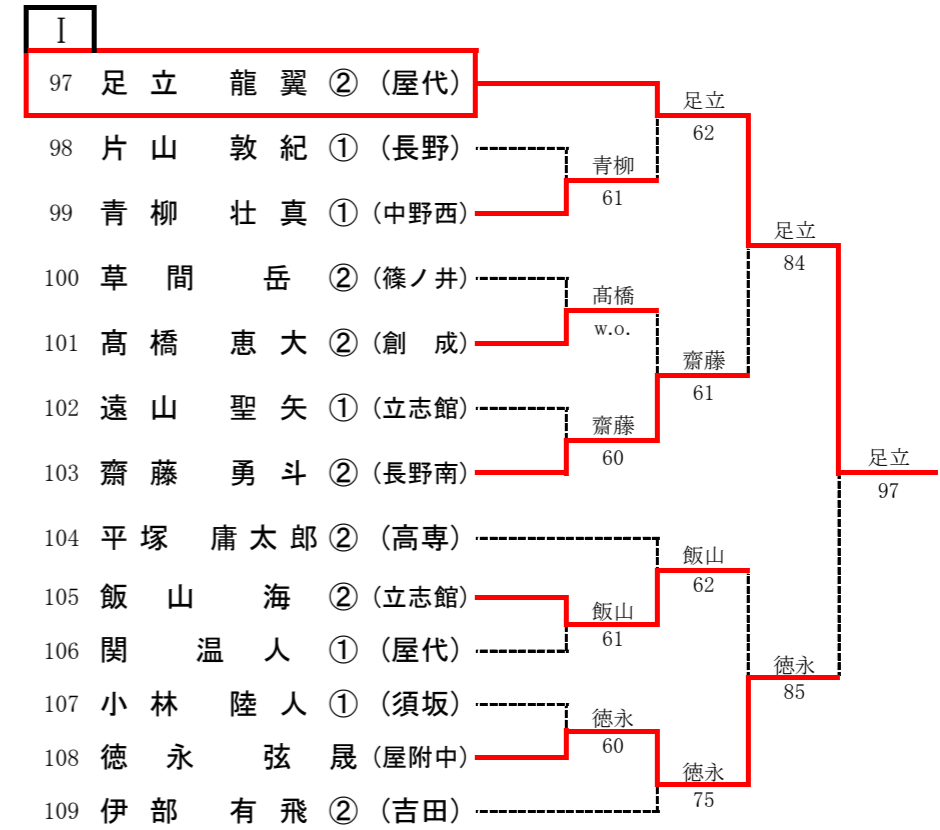 I
97 足立 龍翼 ② (屋代)
98 片山 敦紀 ① (長野)
99 青柳 壮真 ① (中野西)
100 草間 岳 ② (篠ノ井)
101 髙橋 恵大 ② (創 成)
102 遠山 聖矢 ① (立志館)
103 齋藤 勇斗 ② (長野南)
104 平塚 庸太郎 ② (高専)
105 飯山 海 ② (立志館)
106 関 温人 ① (屋代)
107 小林 陸人 ① (須坂)
108 徳永 弦晟 (屋附中)
109 伊部 有飛 ② (吉田)
青柳
61
髙橋
w.o.
齋藤
60
飯山
61
徳永
60
足立
62
齋藤
61
飯山
62
徳永
75
足立
84
徳永
85
足立
97